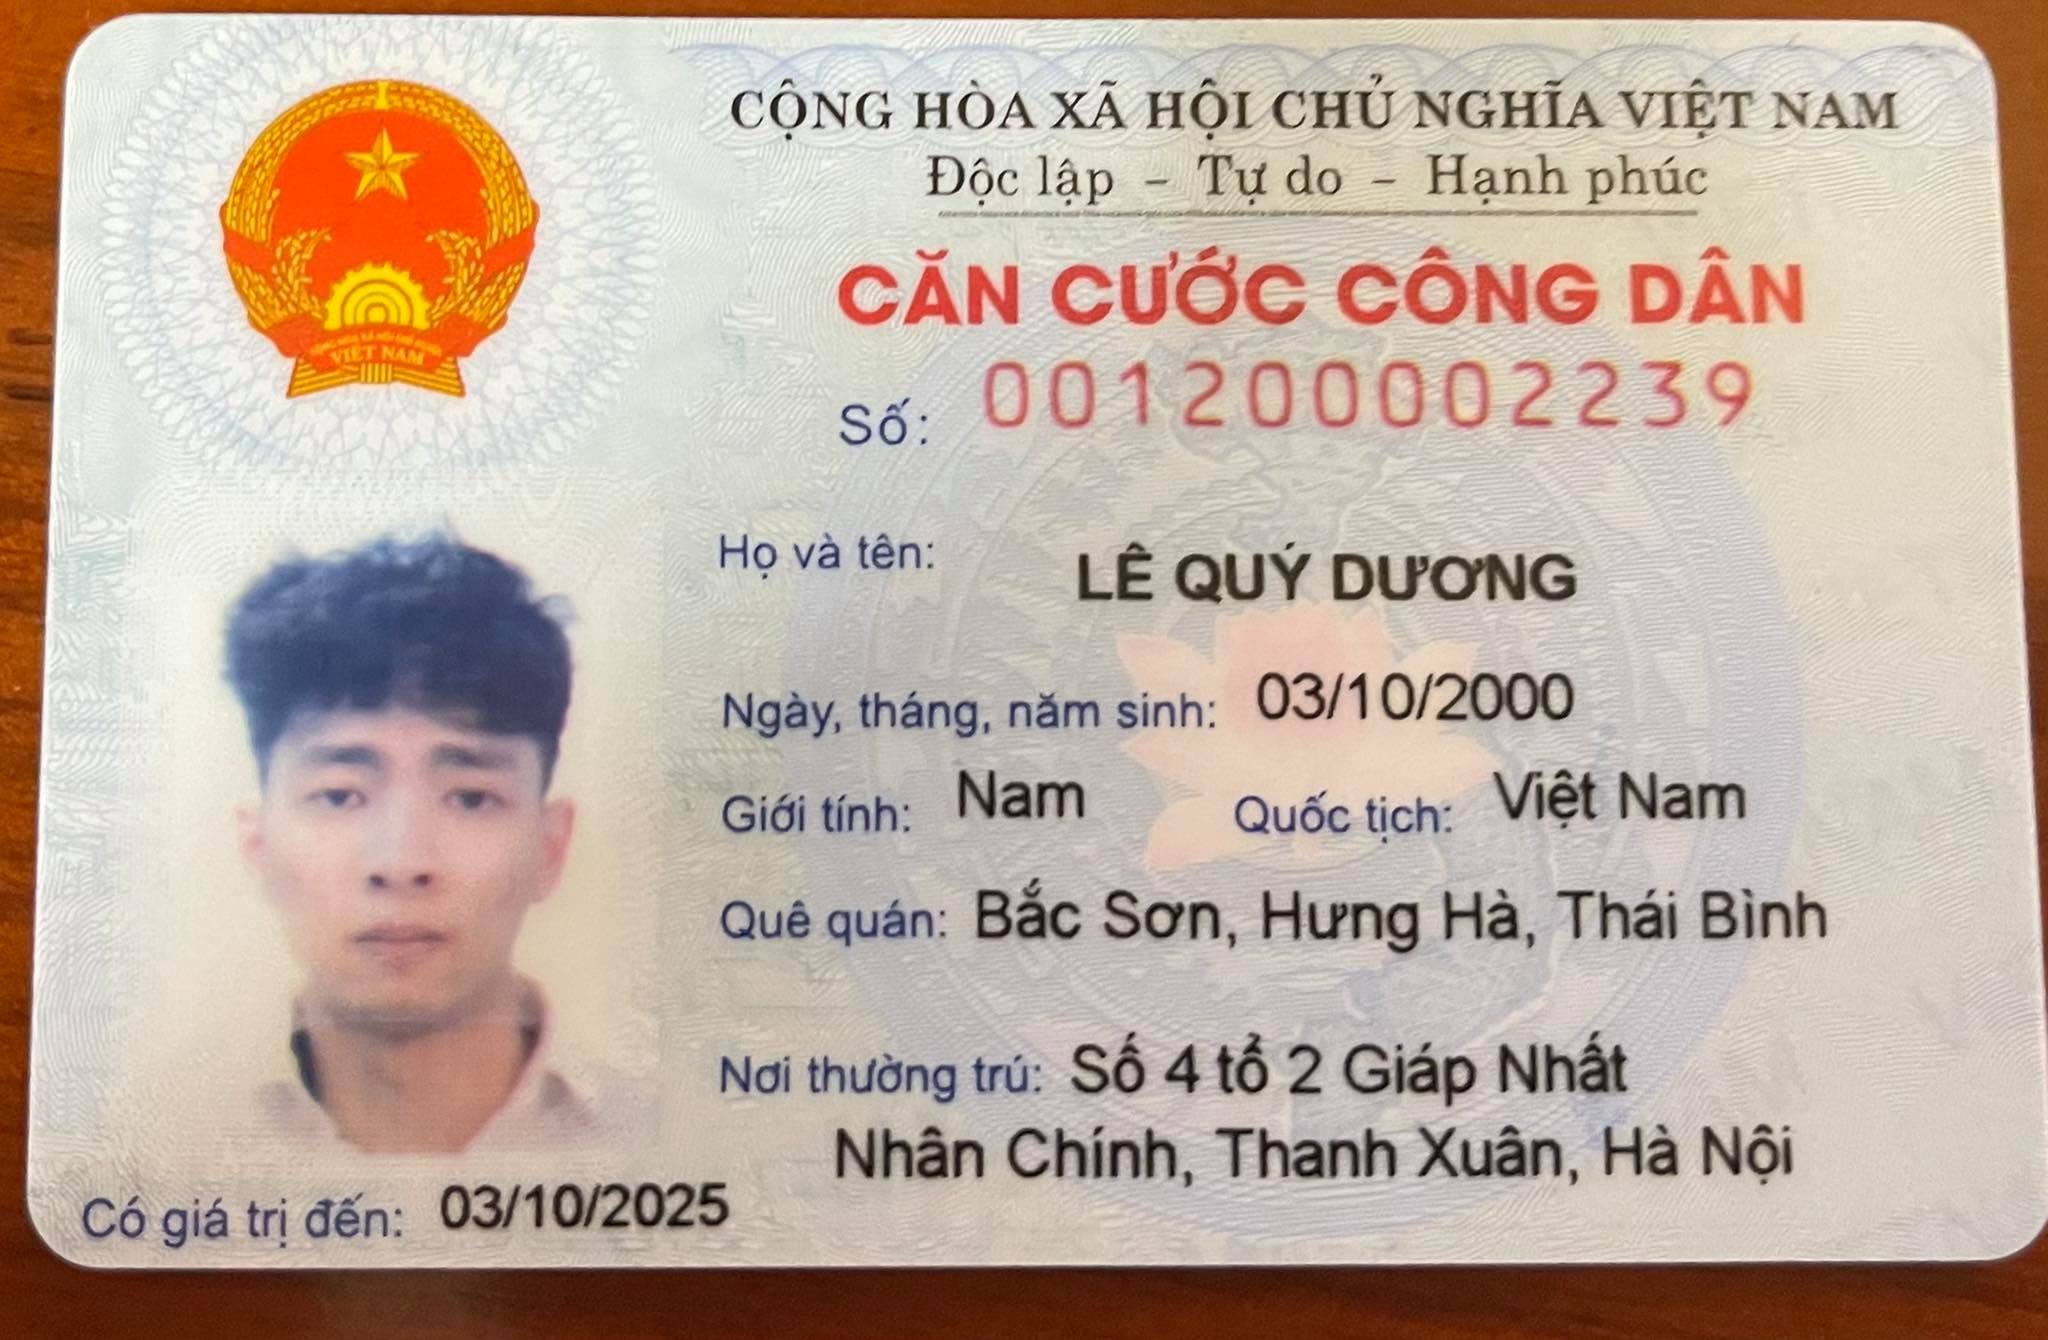 CỘNG HÒA XÃ HỘI CHỦ NGHĨA VIỆT NAM
Độc lập - Tự do - Hạnh phúc
CĂN CƯỚC CÔNG DÂN
Số: 001200002239
Họ và tên: LÊ QUÝ DƯƠNG
Ngày, tháng, năm sinh: 03/10/2000
Giới tính: Nam Quốc tịch: Việt Nam
Quê quán: Bắc Sơn, Hưng Hà, Thái Bình
Nơi thường trú: Số 4 tổ 2 Giáp Nhất
Nhân Chính, Thanh Xuân, Hà Nội
Có giá trị đến: 03/10/2025
VIỆT NAM